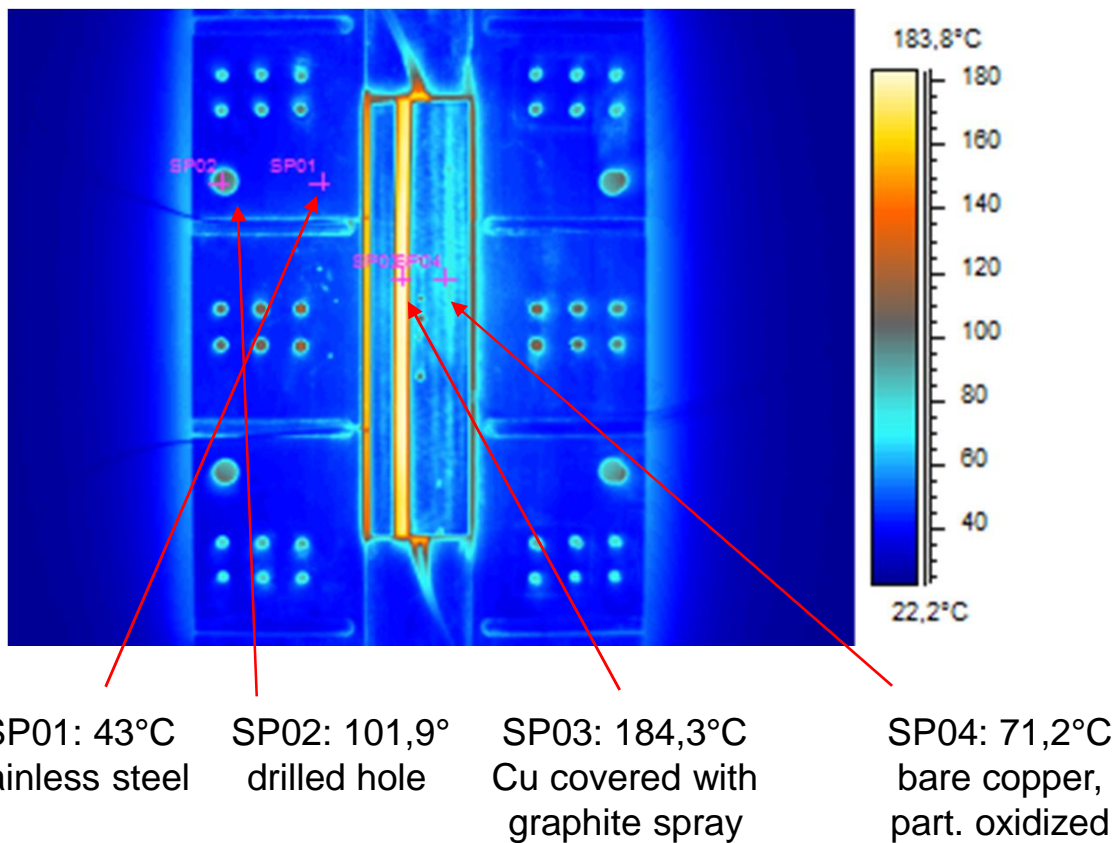 183,8°C
180
160
140
120
100
80
60
40
22,2°C
SP02
SP01
SP03
SP04
SP01: 43°C
ainless steel
SP02: 101,9°
drilled hole
SP03: 184,3°C
Cu covered with
graphite spray
SP04: 71,2°C
bare copper,
part. oxidized